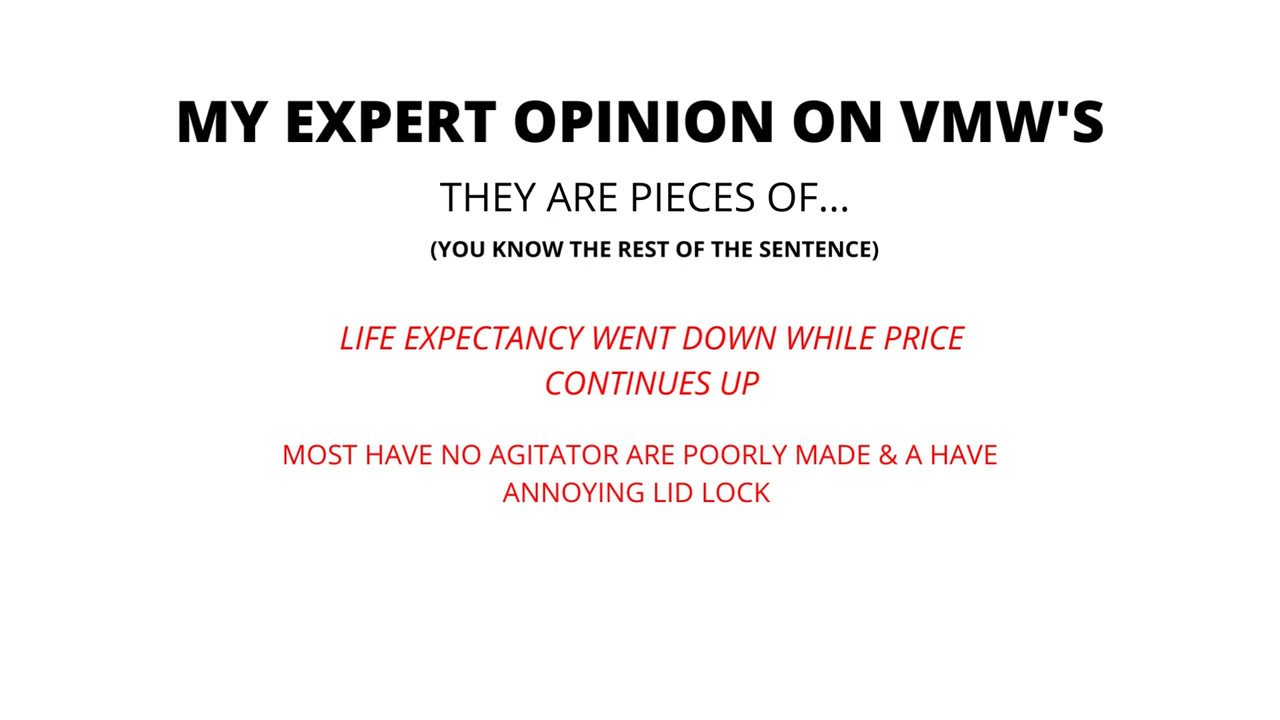 MY EXPERT OPINION ON VMW'S
THEY ARE PIECES OF...
(YOU KNOW THE REST OF THE SENTENCE)
LIFE EXPECTANCY WENT DOWN WHILE PRICE
CONTINUES UP
MOST HAVE NO AGITATOR ARE POORLY MADE & A HAVE
ANNOYING LID LOCK